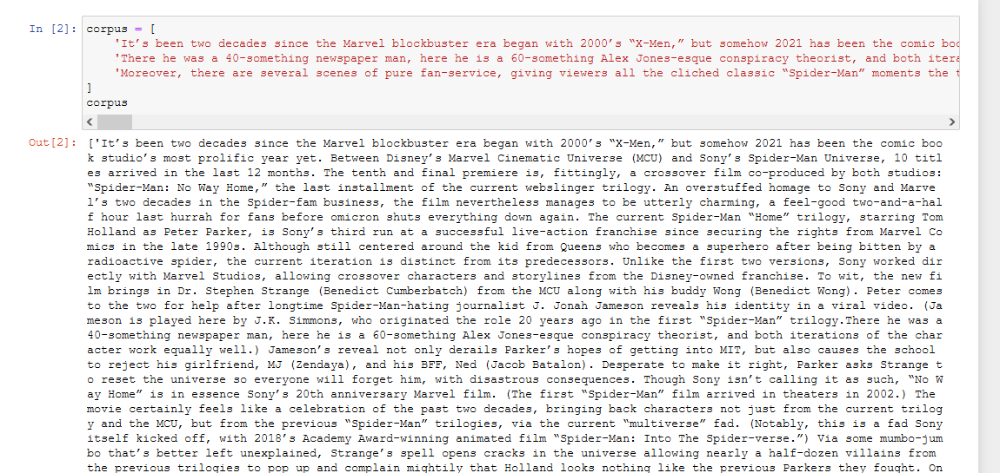 In [2]: corpus = [
'It’s been two decades since the Marvel blockbuster era began with 2000’s “X-Men,” but somehow 2021 has been the comic boo
'There he was a 40-something newspaper man, here he is a 60-something Alex Jones-esque conspiracy theorist, and both itera
'Moreover, there are several scenes of pure fan-service, giving viewers all the cliched classic “Spider-Man” moments the t
]
corpus
Out[2]: ['It’s been two decades since the Marvel blockbuster era began with 2000’s “X-Men,” but somehow 2021 has been the comic boo
k studio’s most prolific year yet. Between Disney’s Marvel Cinematic Universe (MCU) and Sony’s Spider-Man Universe, 10 titl
es arrived in the last 12 months. The tenth and final premiere is, fittingly, a crossover film co-produced by both studios:
“Spider-Man: No Way Home,” the last installment of the current webslinger trilogy. An overstuffed homage to Sony and Marve
l’s two decades in the Spider-fam business, the film nevertheless manages to be utterly charming, a feel-good two-and-a-hal
f hour last hurrah for fans before omicron shuts everything down again. The current Spider-Man “Home” trilogy, starring Tom
Holland as Peter Parker, is Sony’s third run at a successful live-action franchise since securing the rights from Marvel Co
mics in the late 1990s. Although still centered around the kid from Queens who becomes a superhero after being bitten by a
radioactive spider, the current iteration is distinct from its predecessors. Unlike the first two versions, Sony worked dir
ectly with Marvel Studios, allowing crossover characters and storylines from the Disney-owned franchise. To wit, the new fi
lm brings in Dr. Stephen Strange (Benedict Cumberbatch) from the MCU along with his buddy Wong (Benedict Wong). Peter comes
to the two for help after longtime Spider-Man-hating journalist J. Jonah Jameson reveals his identity in a viral video. (Ja
meson is played here by J.K. Simmons, who originated the role 20 years ago in the first “Spider-Man” trilogy.There he was a
40-something newspaper man, here he is a 60-something Alex Jones-esque conspiracy theorist, and both iterations of the char
acter work equally well.) Jameson’s reveal not only derails Parker’s hopes of getting into MIT, but also causes the school
to reject his girlfriend, MJ (Zendaya), and his BFF, Ned (Jacob Batalon). Desperate to make it right, Parker asks Strange t
o reset the universe so everyone will forget him, with disastrous consequences. Though Sony isn’t calling it as such, “No W
ay Home” is in essence Sony’s 20th anniversary Marvel film. (The first “Spider-Man” film arrived in theaters in 2002.) The
movie certainly feels like a celebration of the past two decades, bringing back characters not just from the current trilog
y and the MCU, but from the previous “Spider-Man” trilogies, via the current “multiverse” fad. (Notably, this is a fad Sony
itself kicked off, with 2018’s Academy Award-winning animated film “Spider-Man: Into The Spider-verse.”) Via some mumbo-jum
bo that’s better left unexplained, Strange’s spell opens cracks in the universe allowing nearly a half-dozen villains from
the previous trilogies to pop up and complain mightily that Holland looks nothing like the previous Parkers they fought. On